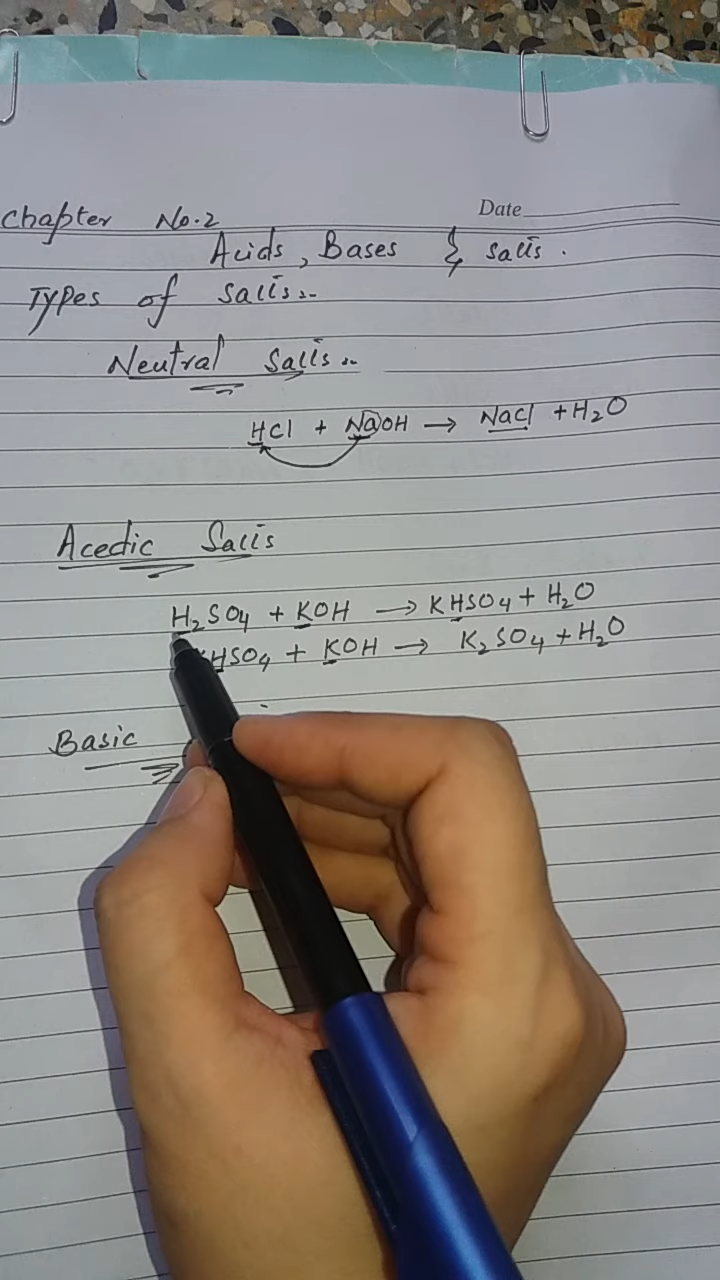 Chapter No.2
Date
Acids, Bases & Salts.
Types of Salts:-
Neutral Salts:-
HCl + NaOH → NaCl + H₂O
Acedic Salts
H₂SO₄ + KOH → KHSO₄ + H₂O
KHSO₄ + KOH → K₂SO₄ + H₂O
Basic